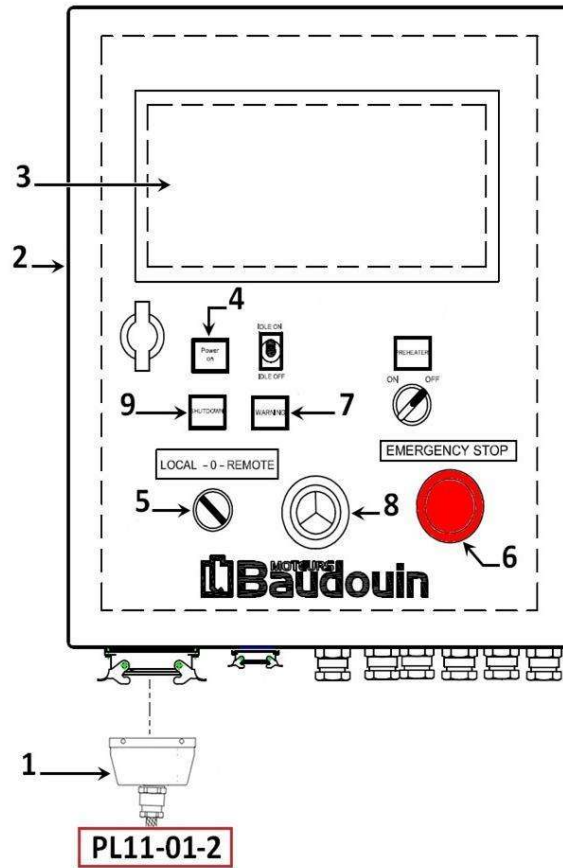 3
2
4
IDLE ON
Power
on
PREHEATER
IDLE OFF
ON OFF
9
SHUTDOWN
WARNING
7
EMERGENCY STOP
LOCAL - 0 - REMOTE
5
8
6
MOTEURS
Baudouin
1
PL11-01-2